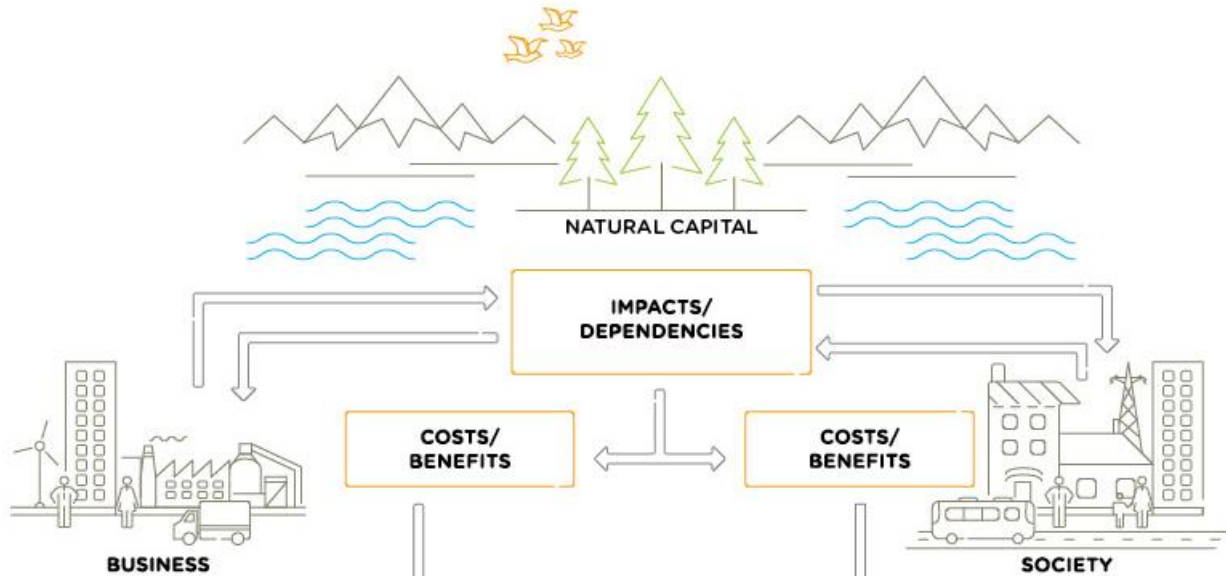 NATURAL CAPITAL
IMPACTS/
DEPENDENCIES
COSTS/
BENEFITS
COSTS/
BENEFITS
BUSINESS
SOCIETY